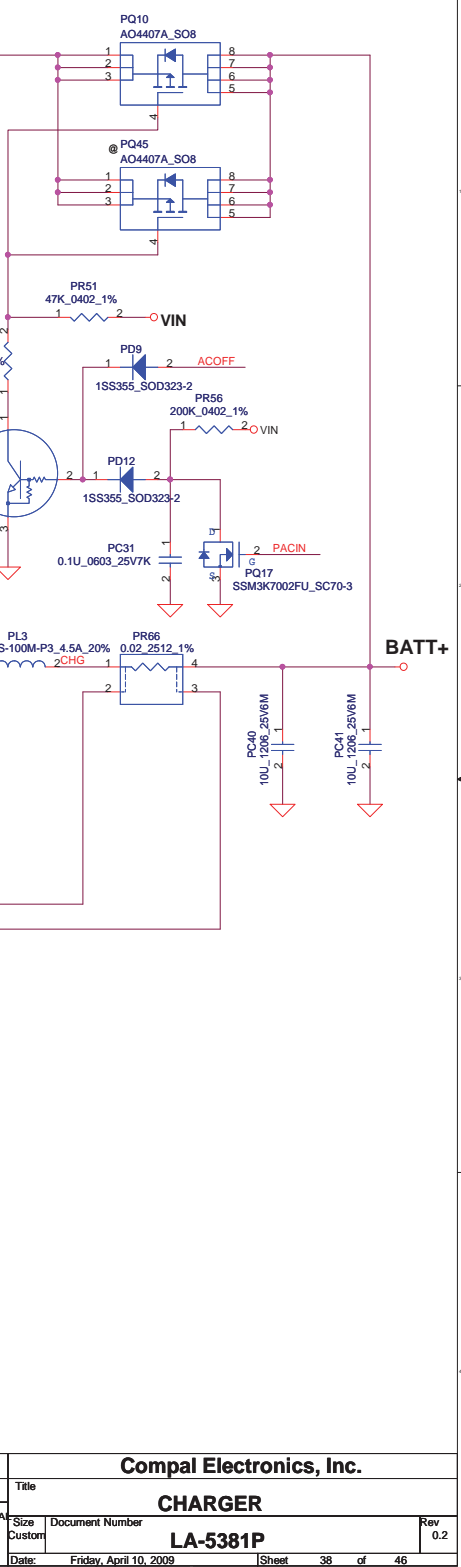 PQ10
AO4407A_SO8
1 8
2 7
3 6
5
4
@ PQ45
AO4407A_SO8
1 8
2 7
3 6
5
4
PR51
47K_0402_1%
1 2 VIN
2
%
1
PD9
1 2 ACOFF
1SS355_SOD323-2
PR56
200K_0402_1%
1 2 VIN
1
PD12
2 1 2
1SS355_SOD323-2
3
PC31
0.1U_0603_25V7K
1
2
D
1
2 PACIN
G
S
3
PQ17
SSM3K7002FU_SC70-3
PL3
S-100M-P3_4.5A_20%
2 CHG
PR66
0.02_2512_1%
1 4
2 3
BATT+
PC40
10U_1206_25V6M
1
2
PC41
10U_1206_25V6M
1
2
Compal Electronics, Inc.
Title
CHARGER
Size
Custom
Document Number
LA-5381P
Rev
0.2
Date: Friday, April 10, 2009 Sheet 38 of 46